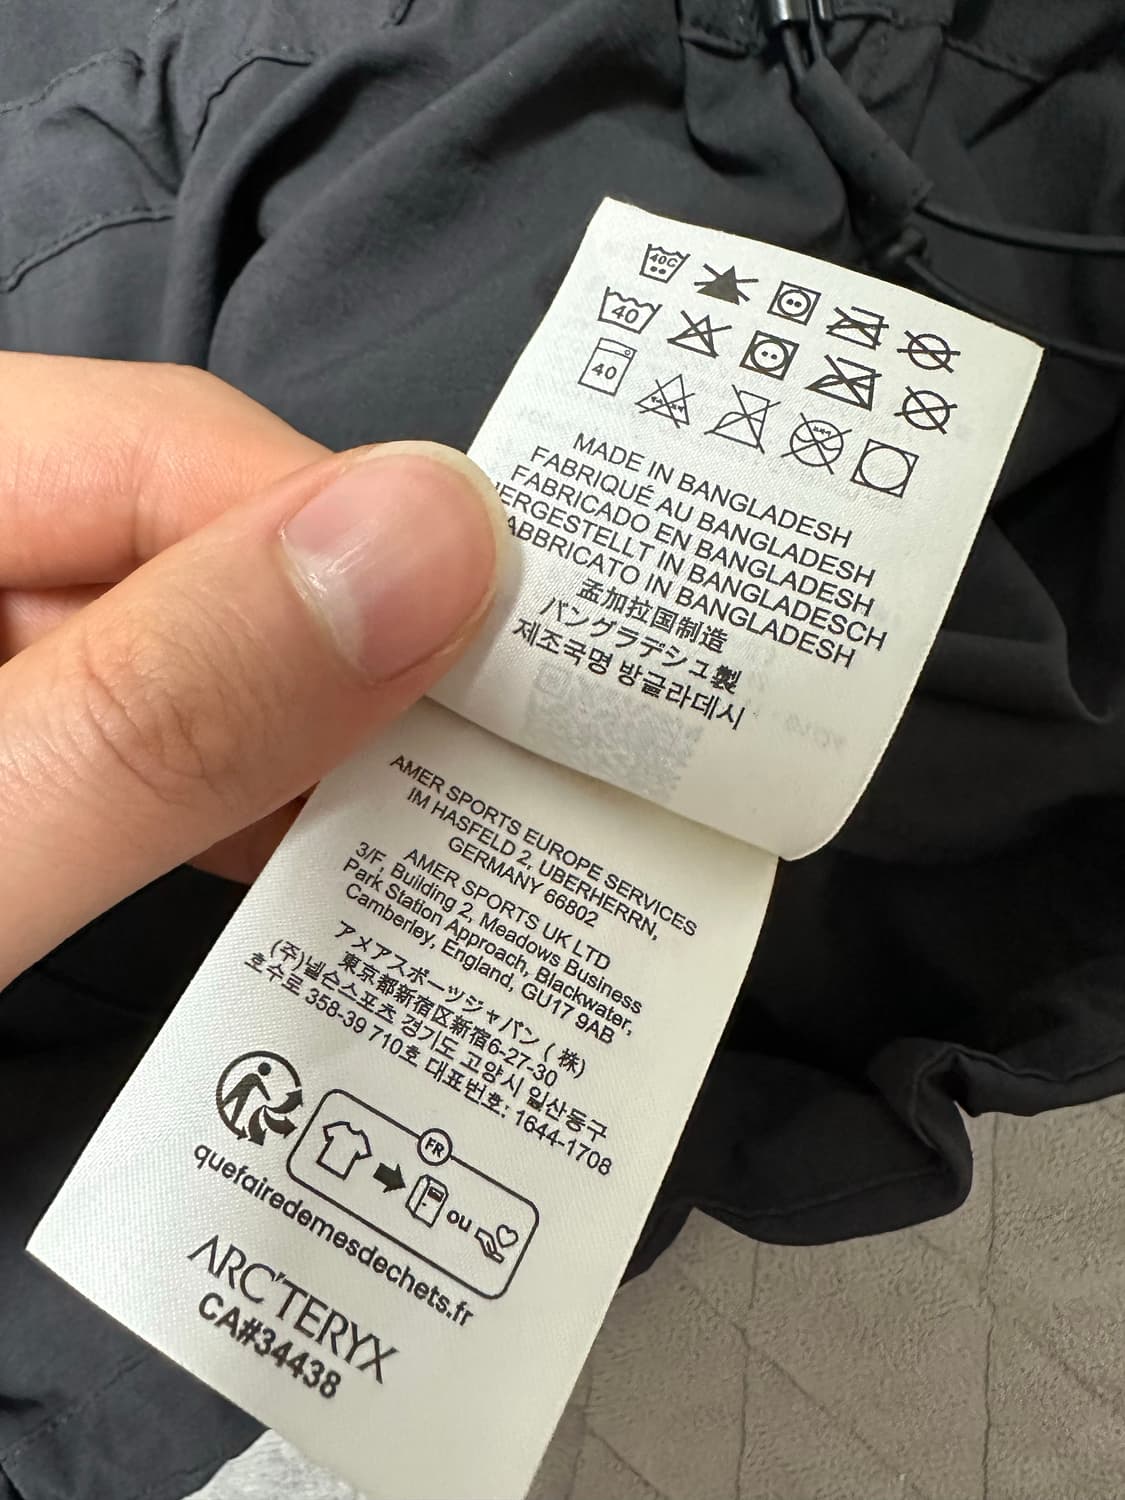 40C
40
40
MADE IN BANGLADESH
FABRIQUÉ AU BANGLADESH
FABRICADO EN BANGLADESH
HERGESTELLT IN BANGLADESCH
FABBRICATO IN BANGLADESH
孟加拉国制造
バングラデシュ製
제조국명 방글라데시
AMER SPORTS EUROPE SERVICES
IM HASFELD 2, UBERHERRN,
GERMANY 66802
AMER SPORTS UK LTD
3/F, Building 2, Meadows Business
Park Station Approach, Blackwater,
Camberley, England, GU17 9AB
アメアスポーツジャパン(株)
東京都新宿区新宿6-27-30
(주)넬슨스포츠 경기도 고양시 일산동구
호수로 358-39 710호 대표번호: 1644-1708
FR
ou
quefairedemesdechets.fr
ARC'TERYX
CA#34438